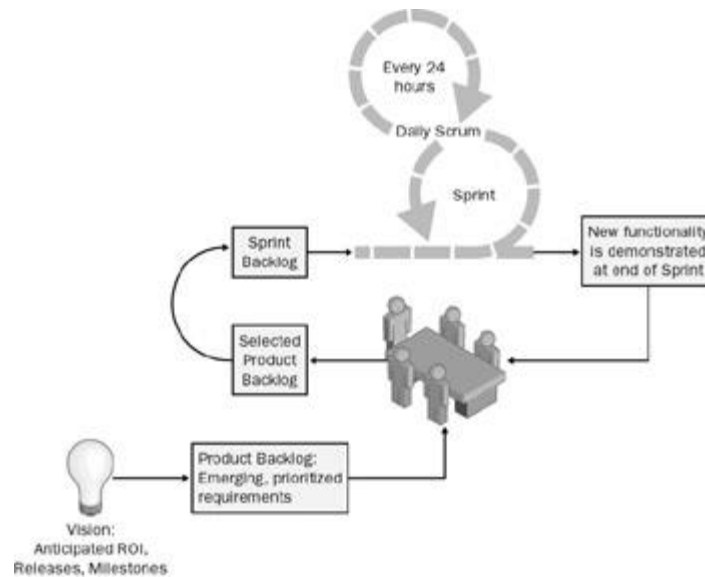 Every 24
hours
Daily Scrum
Sprint
Sprint
Backlog
New functionality
is demonstrated
at end of Sprint
Selected
Product
Backlog
Product Backlog:
Emerging, prioritized
requirements
Vision:
Anticipated ROI,
Releases, Milestones